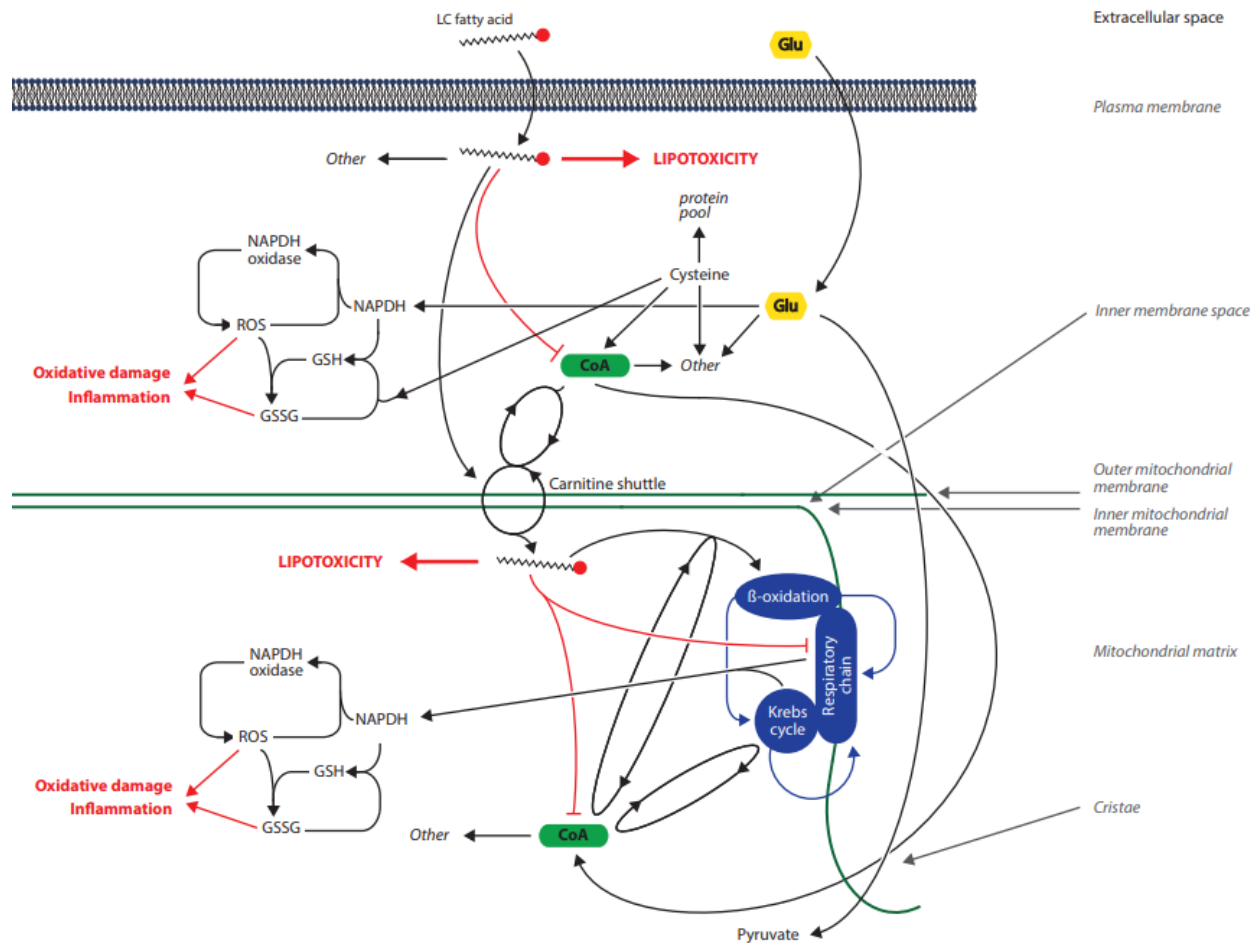 LC fatty acid
Glu
Extracellular space
Plasma membrane
Other
LIPOTOXICITY
protein
pool
NAPDH
oxidase
Cysteine
NAPDH
Glu
Inner membrane space
ROS
GSH
CoA
Other
Oxidative damage
Inflammation
GSSG
Carnitine shuttle
Outer mitochondrial
membrane
Inner mitochondrial
membrane
LIPOTOXICITY
ß-oxidation
NAPDH
oxidase
Respiratory
chain
Mitochondrial matrix
NAPDH
Krebs
cycle
ROS
GSH
Oxidative damage
Inflammation
GSSG
Other
CoA
Cristae
Pyruvate